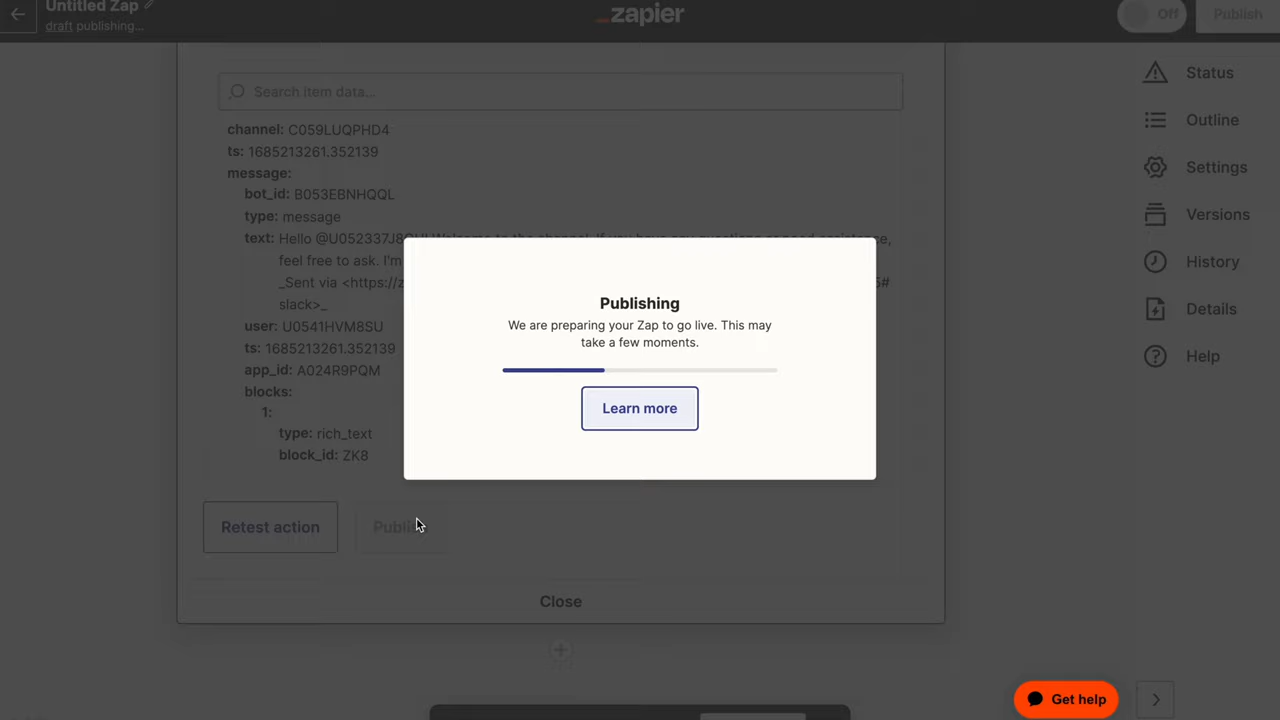 Untitled Zap
draft publishing...
zapier
Off
Publish
Search item data...
channel: C059LUQPHD4
ts: 1685213261.352139
message:
bot_id: B053EBNHQQL
type: message
text: Hello
feel free to ask. I'm
_Sent via <https://z
slack>_
user: U0541HVM8SU
ts: 1685213261.352139
app_id: A024R9PQM
blocks:
1:
type: rich_text
block_id: ZK8
Publishing
We are preparing your Zap to go live. This may
take a few moments.
Learn more
Retest action
Close
Status
Outline
Settings
Versions
History
Details
Help
Get help